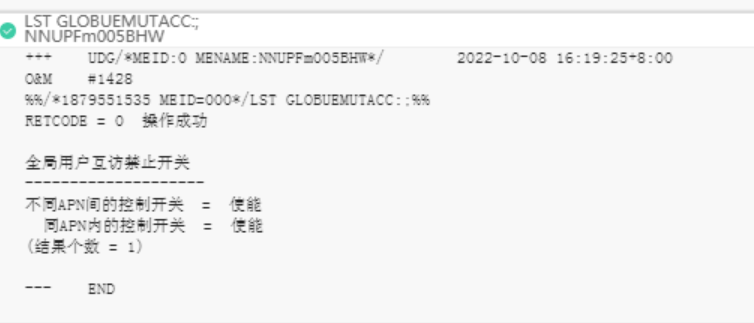 LST GLOBUEMUTACC:;
NNUPFm005BHW
+++ UDG/*MEID:0 MENAME:NNUPFm005BHW*/ 2022-10-08 16:19:25+8:00
O&M #1428
%%/*1879551535 MEID=000*/LST GLOBUEMUTACC:;%%
RETCODE = 0 操作成功
全局用户互访禁止开关
--------------------
不同APN间的控制开关 = 使能
同APN内的控制开关 = 使能
(结果个数 = 1)
--- END